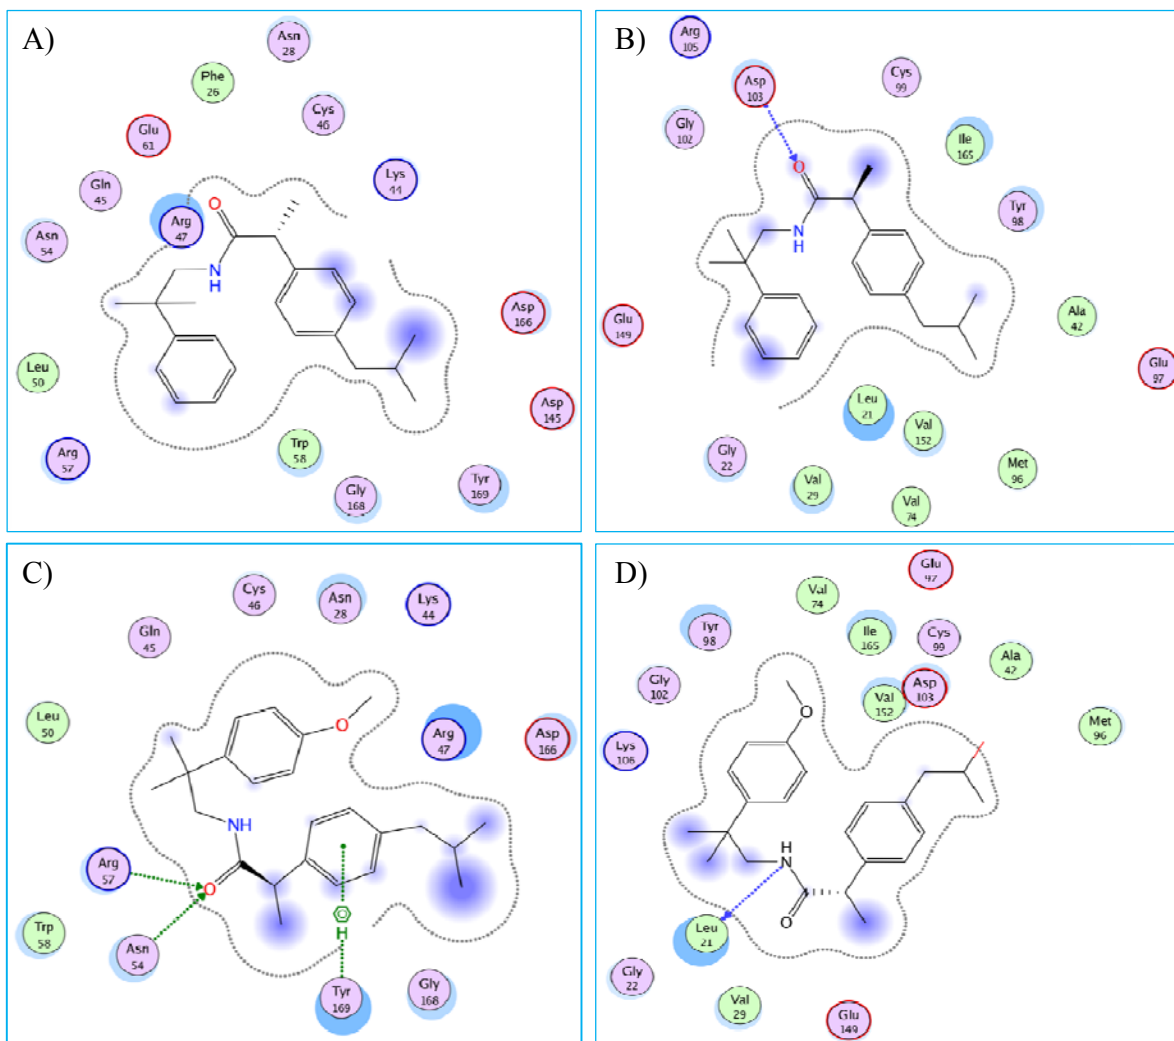 A)
Asn
28
Phe
26
Cys
46
Glu
61
Lys
44
Gln
45
Arg
47
Asn
54
O
N
H
Asp
166
Leu
50
Asp
145
Trp
58
Arg
57
Gly
168
Tyr
169
B)
Arg
105
Asp
103
Cys
99
Gly
102
Ile
165
O
Tyr
98
N
H
Glu
149
Ala
42
Glu
97
Leu
21
Val
152
Gly
22
Val
29
Met
96
Val
74
C)
Cys
46
Asn
28
Lys
44
Gln
45
Leu
50
O
Arg
47
Asp
166
NH
Arg
57
O
H
Trp
58
Asn
54
Tyr
169
Gly
168
D)
Glu
97
Val
74
Tyr
98
Ile
165
Cys
99
Ala
42
Gly
102
Asp
103
Val
152
O
Met
96
Lys
106
H
N
O
Leu
21
Gly
22
Val
29
Glu
149